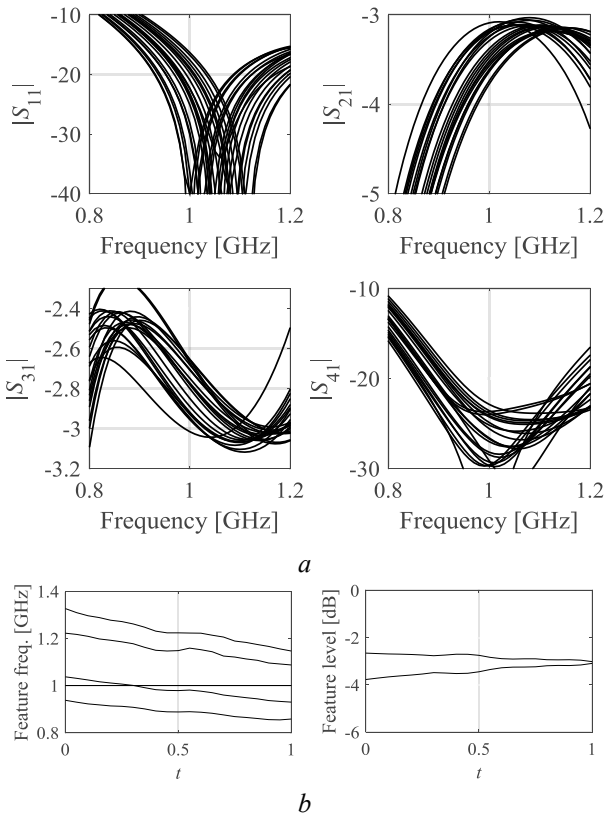 |S11|
-10
-20
-30
-40
0.8
1
1.2
Frequency [GHz]
|S21|
-3
-4
-5
0.8
1
1.2
Frequency [GHz]
|S31|
-2.4
-2.6
-2.8
-3
-3.2
0.8
1
1.2
Frequency [GHz]
|S41|
-10
-20
-30
0.8
1
1.2
Frequency [GHz]
a
Feature freq. [GHz]
1.4
1.2
1
0.8
0
0.5
1
t
Feature level [dB]
0
-2
-4
-6
0
0.5
1
t
b